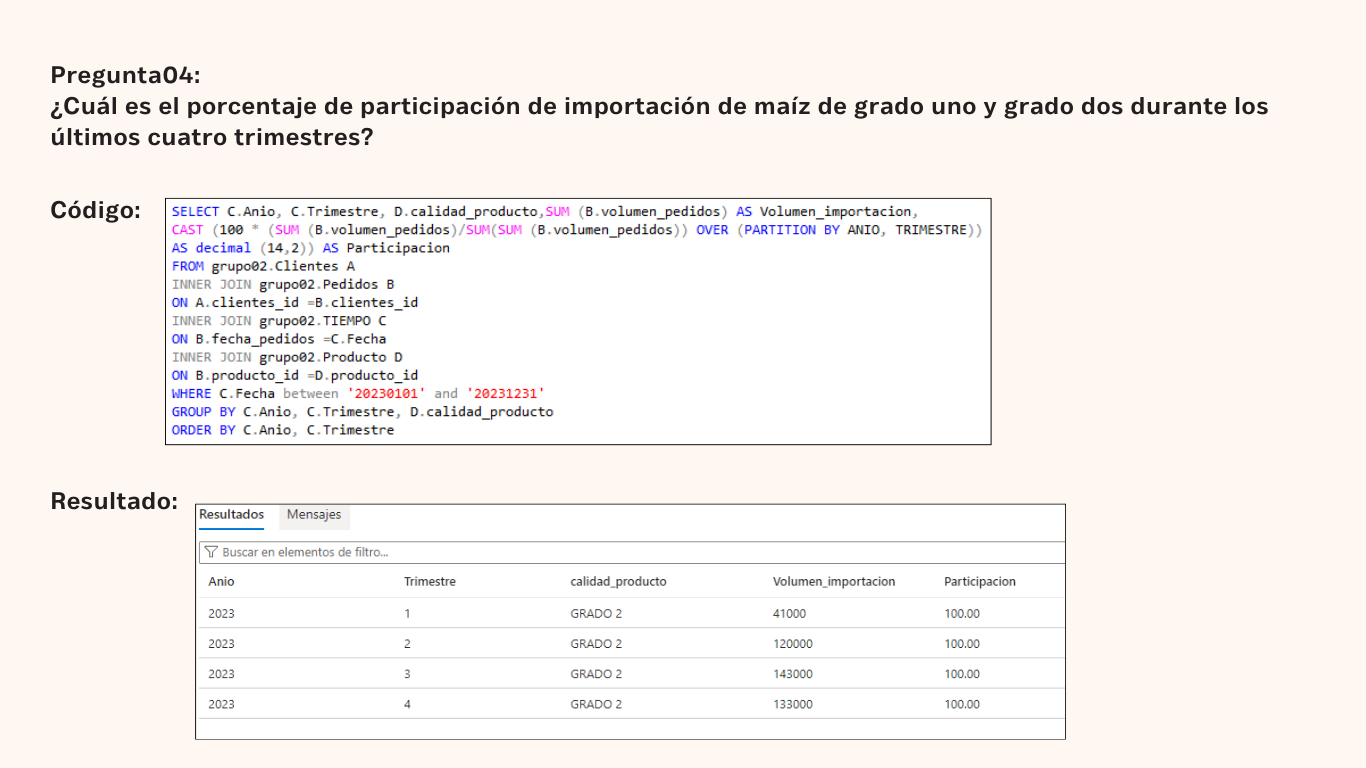 Pregunta04:
¿Cuál es el porcentaje de participación de importación de maíz de grado uno y grado dos durante los
últimos cuatro trimestres?
Código:
SELECT C.Anio, C.Trimestre, D.calidad_producto,SUM (B.volumen_pedidos) AS Volumen_importacion,
CAST (100 * (SUM (B.volumen_pedidos)/SUM(SUM (B.volumen_pedidos)) OVER (PARTITION BY ANIO, TRIMESTRE))
AS decimal (14,2)) AS Participacion
FROM grupo02.Clientes A
INNER JOIN grupo02.Pedidos B
ON A.clientes_id =B.clientes_id
INNER JOIN grupo02.TIEMPO C
ON B.fecha_pedidos =C.Fecha
INNER JOIN grupo02.Producto D
ON B.producto_id =D.producto_id
WHERE C.Fecha between '20230101' and '20231231'
GROUP BY C.Anio, C.Trimestre, D.calidad_producto
ORDER BY C.Anio, C.Trimestre
Resultado:
Resultados Mensajes
Buscar en elementos de filtro...
Anio Trimestre calidad_producto Volumen_importacion Participacion
2023 1 GRADO 2 41000 100.00
2023 2 GRADO 2 120000 100.00
2023 3 GRADO 2 143000 100.00
2023 4 GRADO 2 133000 100.00